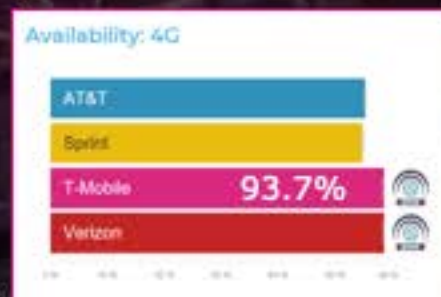 Availability: 4G
AT&T
Sprint
T-Mobile 93.7%
Verizon